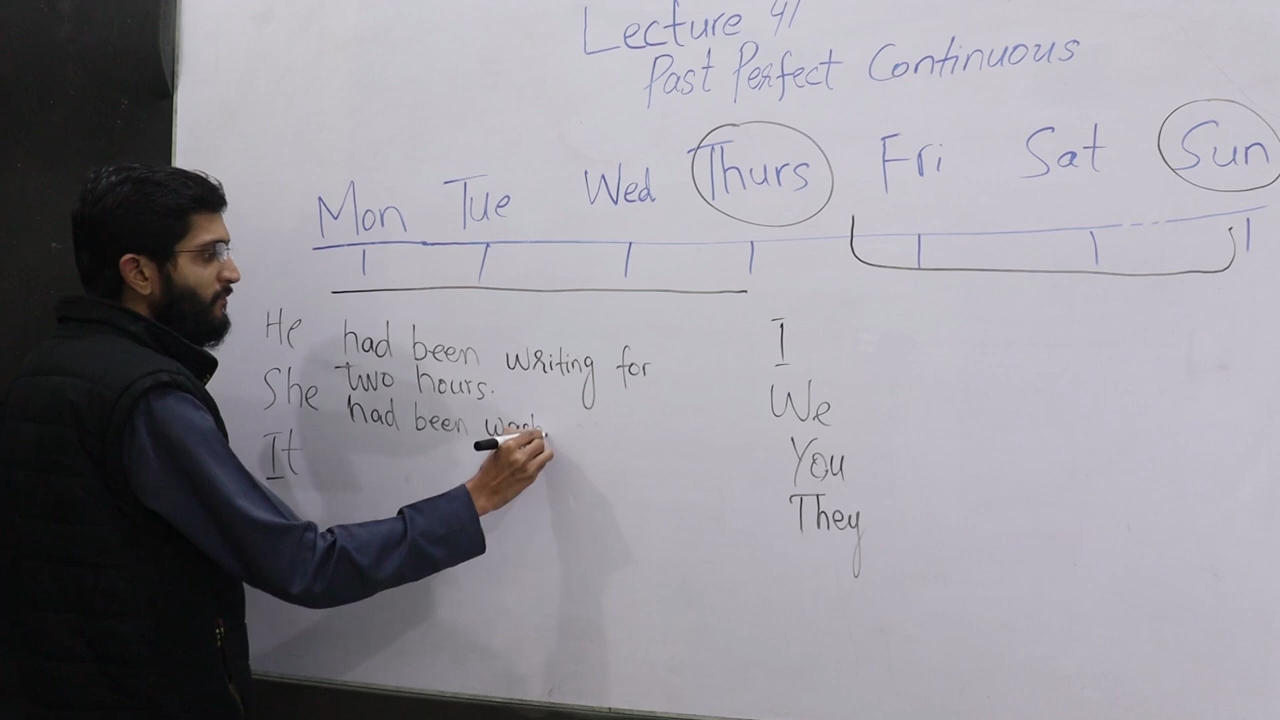 Lecture 41
Past Perfect Continuous
Mon Tue Wed Thurs Fri Sat Sun
He had been writing for
She two hours.
had been
It
I
We
You
They